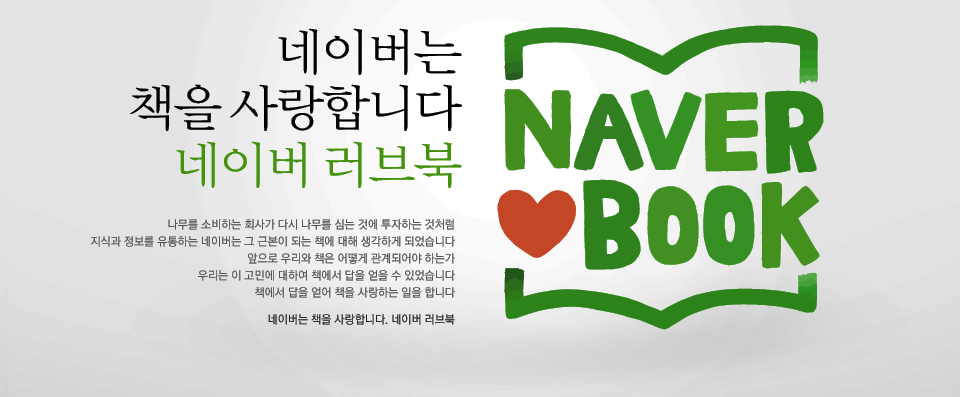 네이버는
책을 사랑합니다
네이버 러브북
나무를 소비하는 회사가 다시 나무를 심는 것에 투자하는 것처럼
지식과 정보를 유통하는 네이버는 그 근본이 되는 책에 대해 생각하게 되었습니다
앞으로 우리와 책은 어떻게 관계되어야 하는가
우리는 이 고민에 대하여 책에서 답을 얻을 수 있었습니다
책에서 답을 얻어 책을 사랑하는 일을 합니다
네이버는 책을 사랑합니다. 네이버 러브북
NAVER
BOOK